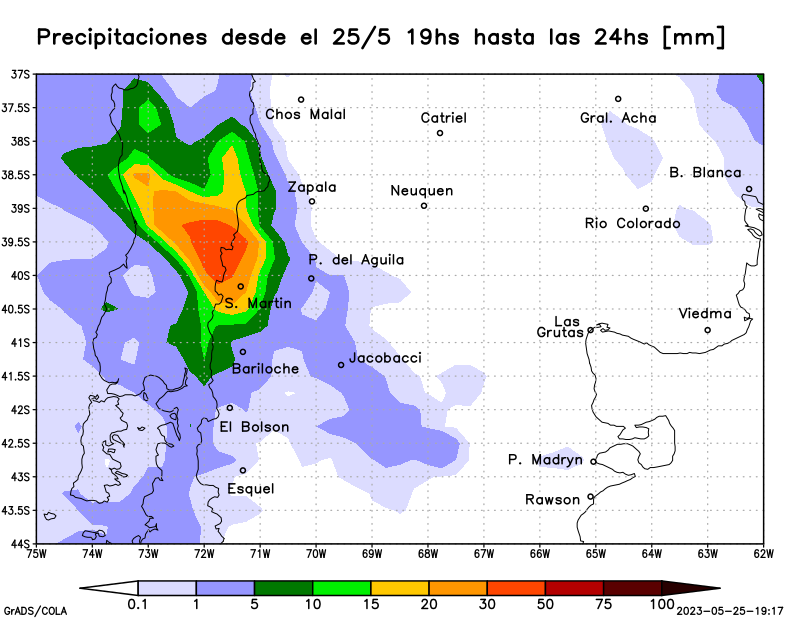 Precipitaciones desde el 25/5 19hs hasta las 24hs [mm]
37S
37.5S
38S
38.5S
39S
39.5S
40S
40.5S
41S
41.5S
42S
42.5S
43S
43.5S
44S
Chos Malal
Catriel
Gral. Acha
B. Blanca
Zapala
Neuquen
Rio Colorado
P. del Aguila
S. Martin
Viedma
Las
Grutas
Bariloche
Jacobacci
El Bolson
P. Madryn
Esquel
Rawson
75W 74W 73W 72W 71W 70W 69W 68W 67W 66W 65W 64W 63W 62W
0.1 1 5 10 15 20 30 50 75 100
GrADS/COLA
2023-05-25-19:17